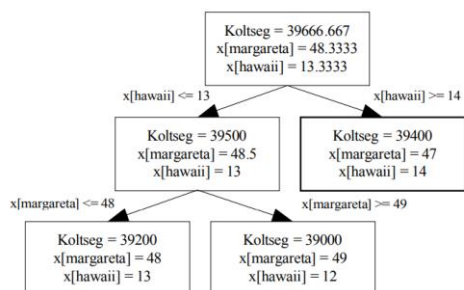 Koltseg = 39666.667
x[margareta] = 48.3333
x[hawaii] = 13.3333
x[hawaii] <= 13
x[hawaii] >= 14
Koltseg = 39500
x[margareta] = 48.5
x[hawaii] = 13
Koltseg = 39400
x[margareta] = 47
x[hawaii] = 14
x[margareta] <= 48
x[margareta] >= 49
Koltseg = 39200
x[margareta] = 48
x[hawaii] = 13
Koltseg = 39000
x[margareta] = 49
x[hawaii] = 12